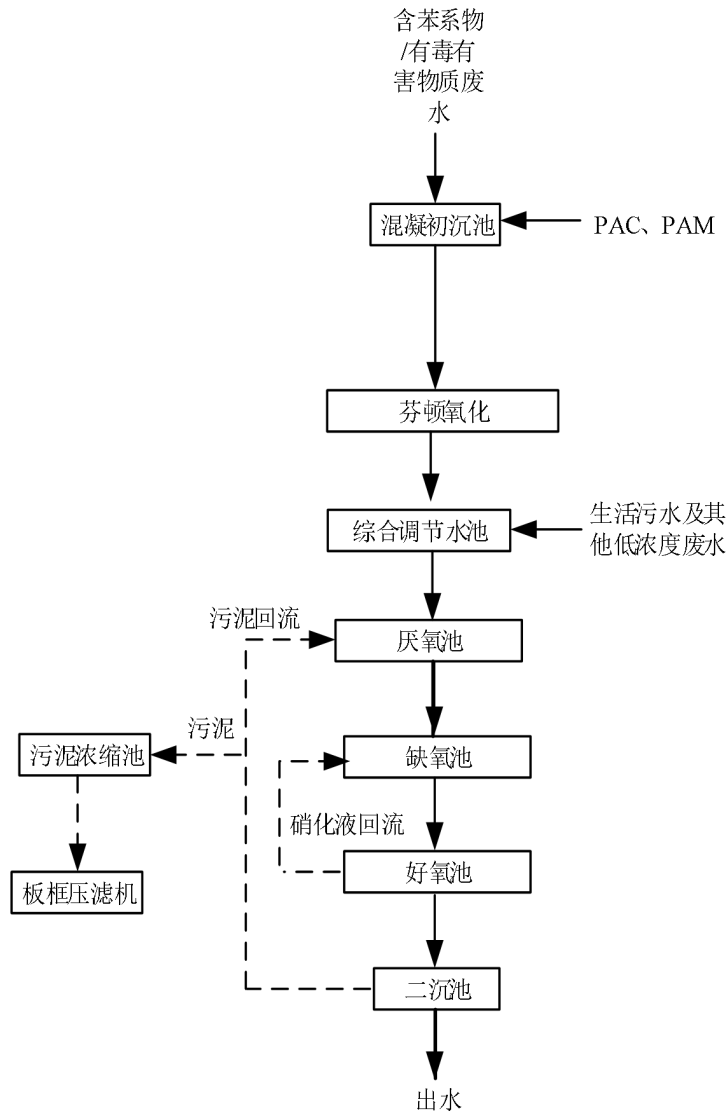 含苯系物
/有毒有
害物质废
水
混凝初沉池
PAC、PAM
芬顿氧化
综合调节水池
生活污水及其
他低浓度废水
污泥回流
厌氧池
污泥
污泥浓缩池
缺氧池
硝化液回流
好氧池
板框压滤机
二沉池
出水